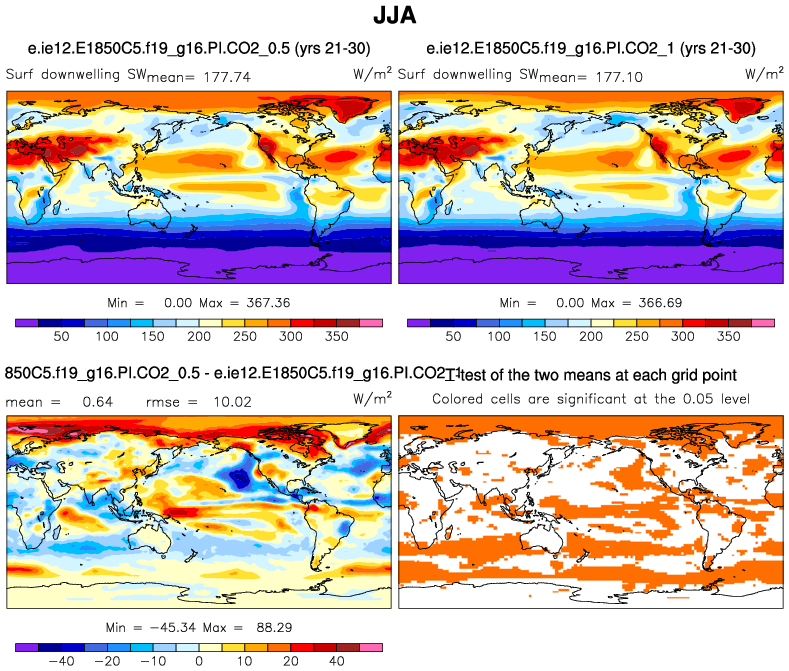 JJA
e.ie12.E1850C5.f19_g16.PI.CO2_0.5 (yrs 21-30)
Surf downwelling SW mean= 177.74 W/m²
Min = 0.00 Max = 367.36
50 100 150 200 250 300 350
e.ie12.E1850C5.f19_g16.PI.CO2_1 (yrs 21-30)
Surf downwelling SW mean= 177.10 W/m²
Min = 0.00 Max = 366.69
50 100 150 200 250 300 350
850C5.f19_g16.PI.CO2_0.5 - e.ie12.E1850C5.f19_g16.PI.CO2
mean = 0.64 rmse = 10.02 W/m²
Min = −45.34 Max = 88.29
−40 −20 −10 0 10 20 40
T-test of the two means at each grid point
Colored cells are significant at the 0.05 level